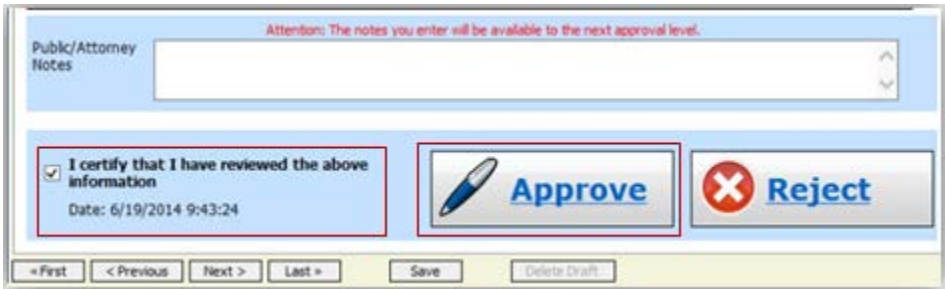 Attention: The notes you enter will be available to the next approval level.
Public/Attorney
Notes
I certify that I have reviewed the above
information
Date: 6/19/2014 9:43:24
Approve
Reject
«First
< Previous
Next >
Last »
Save
Delete Draft